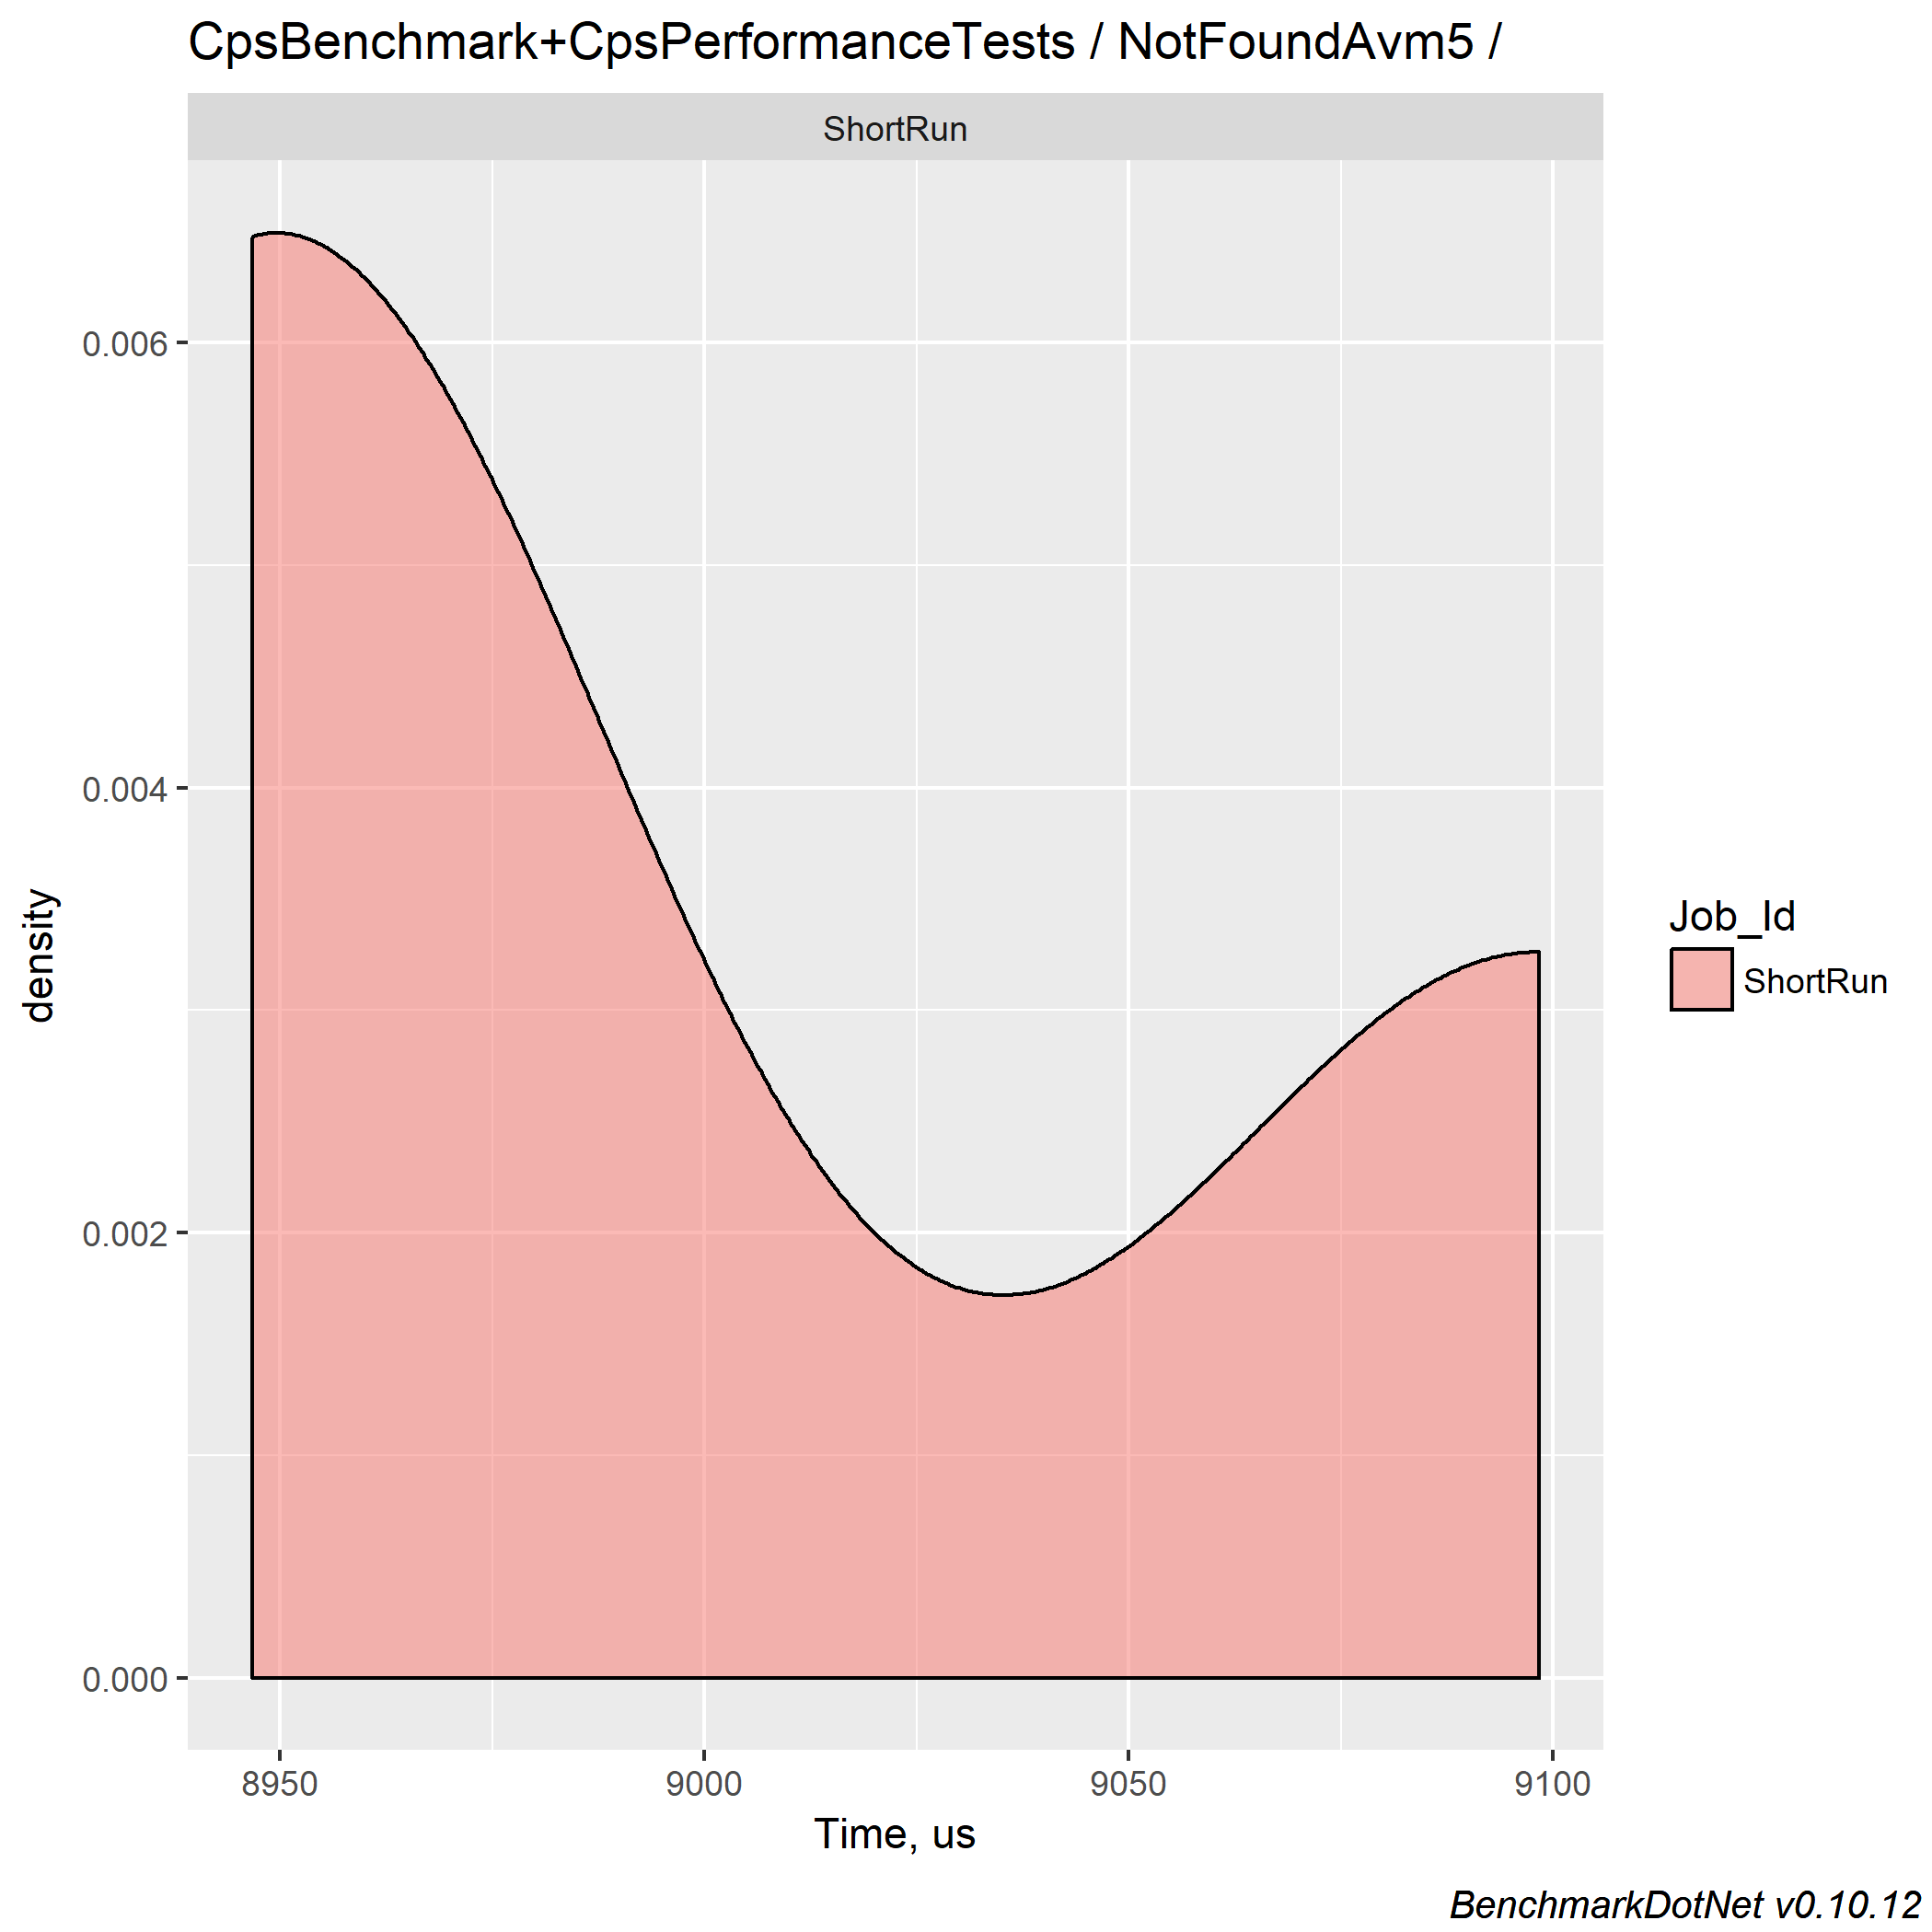 CpsBenchmark+CpsPerformanceTests / NotFoundAvm5 /
ShortRun
0.006
0.004
0.002
0.000
density
8950 9000 9050 9100
Time, us
Job_Id
ShortRun
BenchmarkDotNet v0.10.12